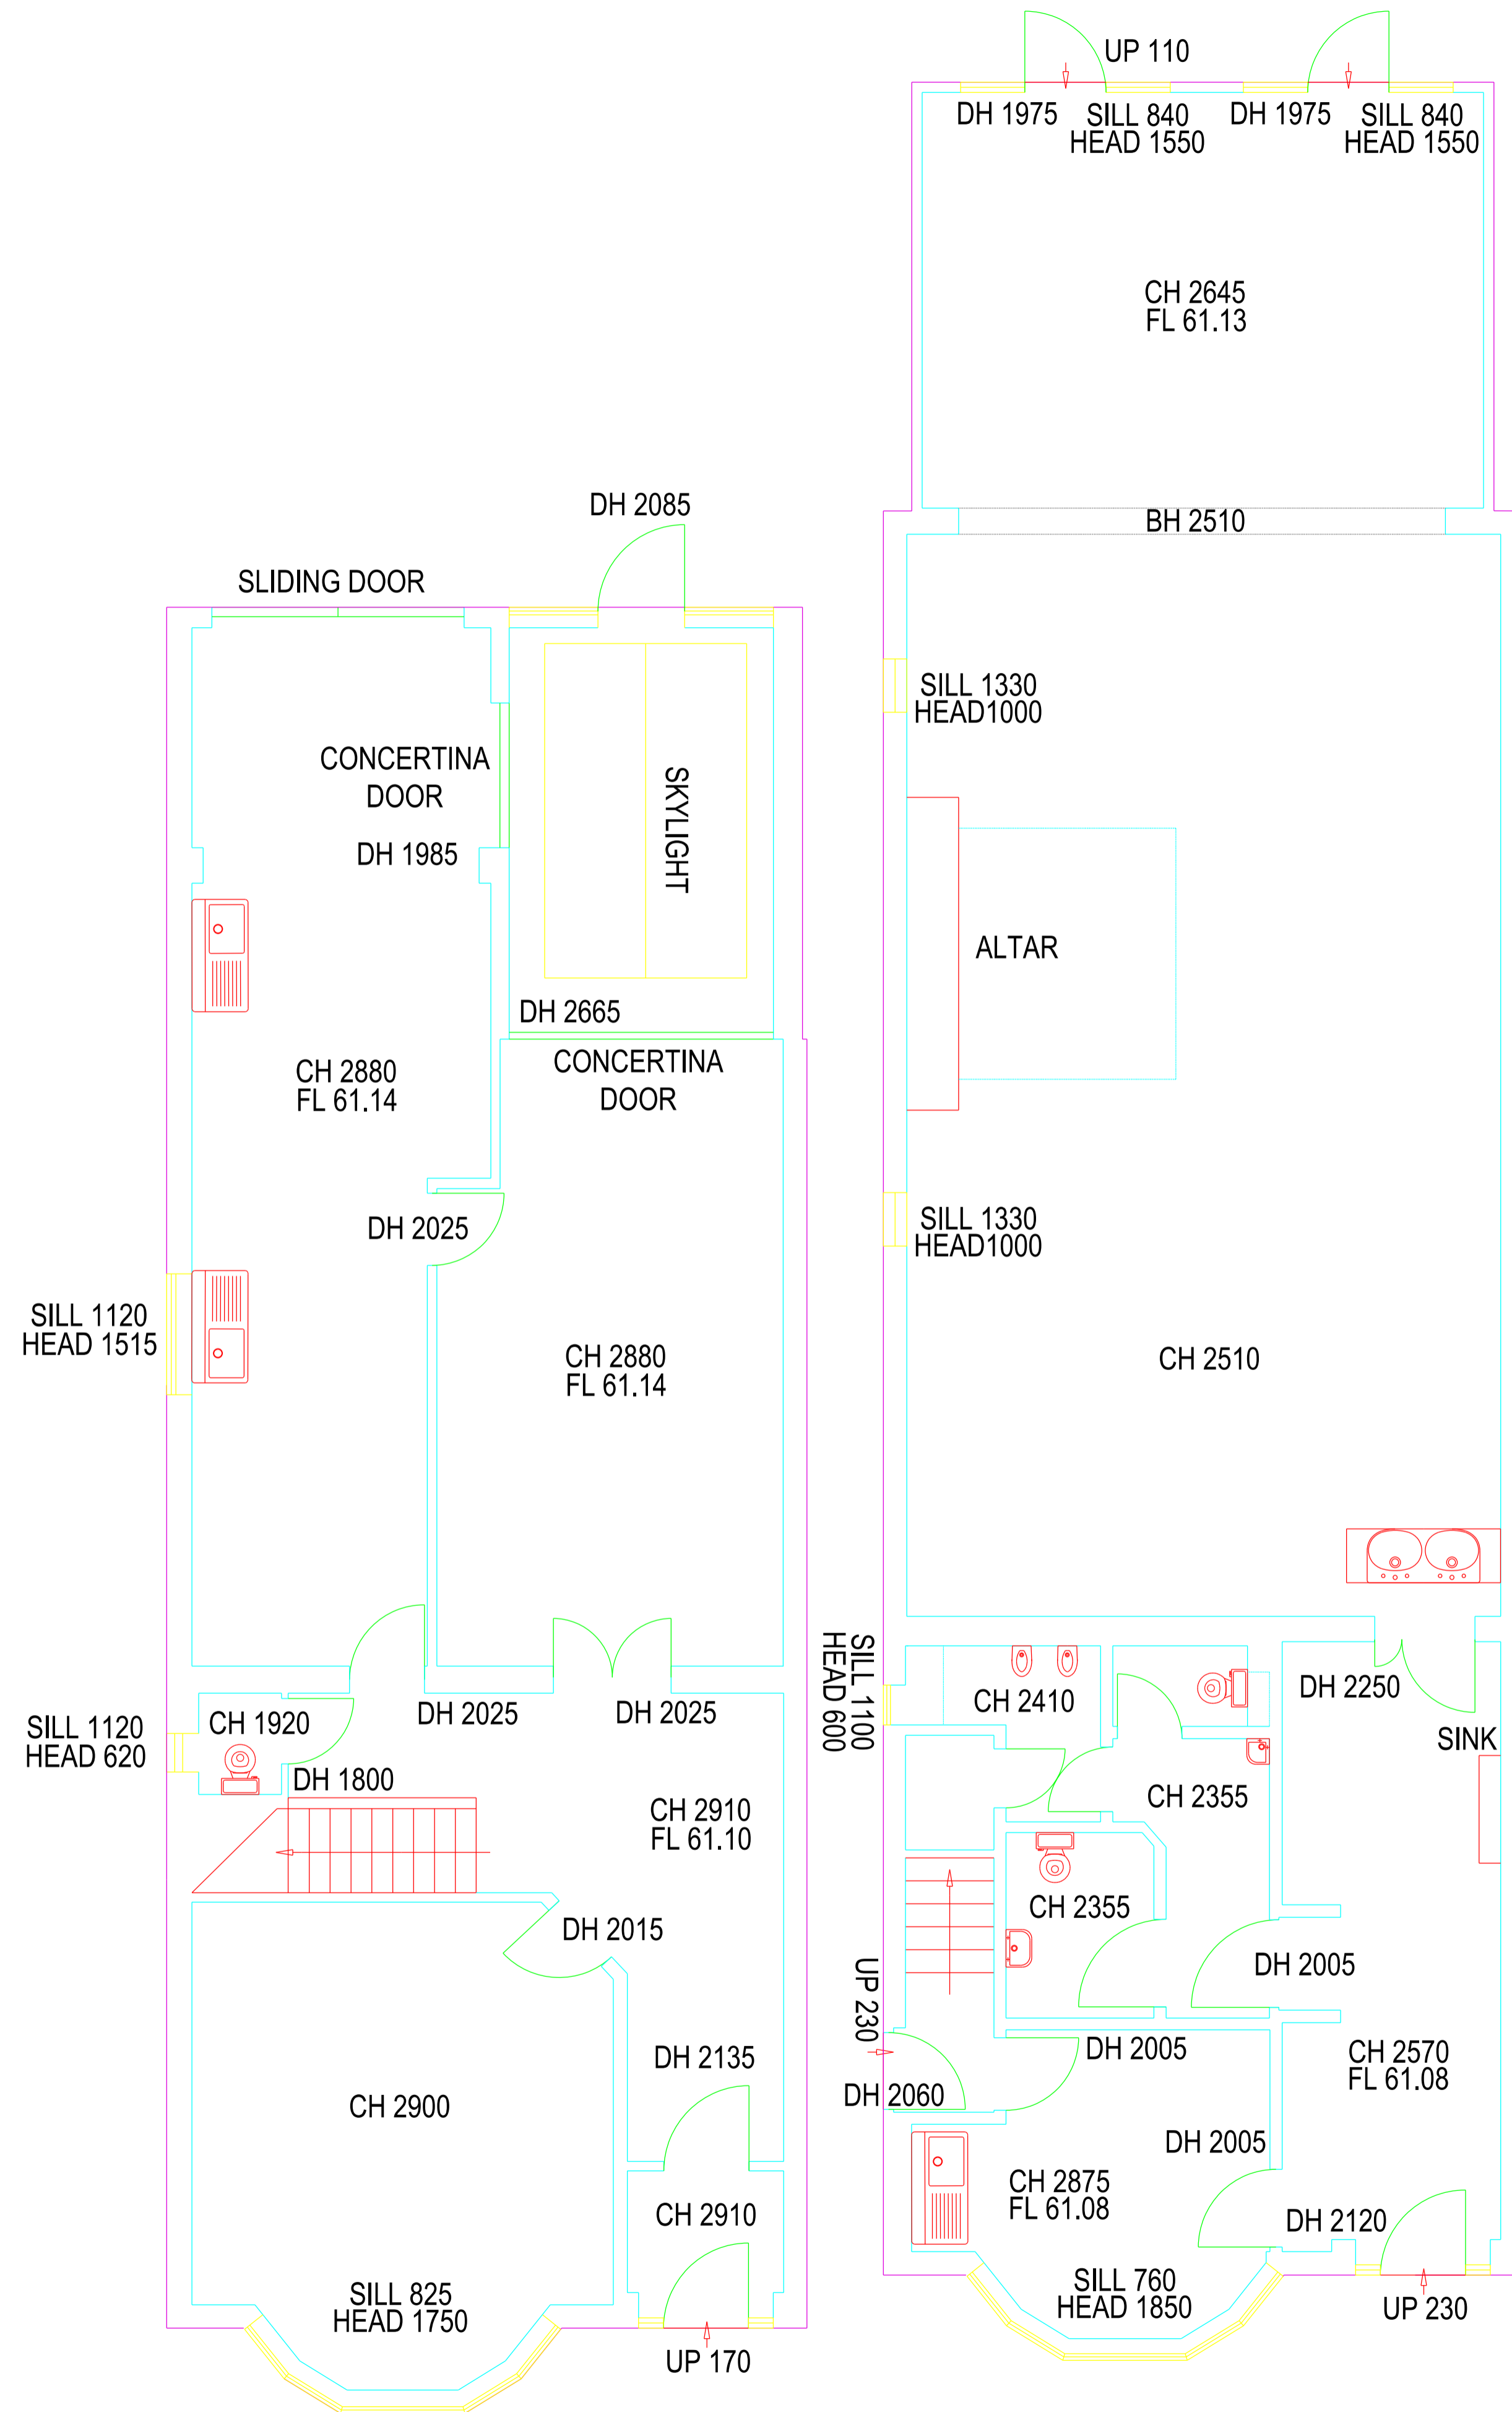 UP 110
DH 1975
SILL 840
HEAD 1550
DH 1975
SILL 840
HEAD 1550
CH 2645
FL 61.13
BH 2510
SILL 1330
HEAD1000
ALTAR
SILL 1330
HEAD1000
CH 2510
SILL 1100
HEAD 600
CH 2410
DH 2250
SINK
CH 2355
CH 2355
DH 2005
UP 230
DH 2005
CH 2570
FL 61.08
DH 2060
DH 2005
CH 2875
FL 61.08
DH 2120
SILL 760
HEAD 1850
UP 230
DH 2085
SLIDING DOOR
CONCERTINA
DOOR
SKYLIGHT
DH 1985
DH 2665
CONCERTINA
DOOR
CH 2880
FL 61.14
DH 2025
SILL 1120
HEAD 1515
CH 2880
FL 61.14
DH 2025
DH 2025
SILL 1120
HEAD 620
CH 1920
DH 1800
CH 2910
FL 61.10
DH 2015
DH 2135
CH 2900
CH 2910
SILL 825
HEAD 1750
UP 170